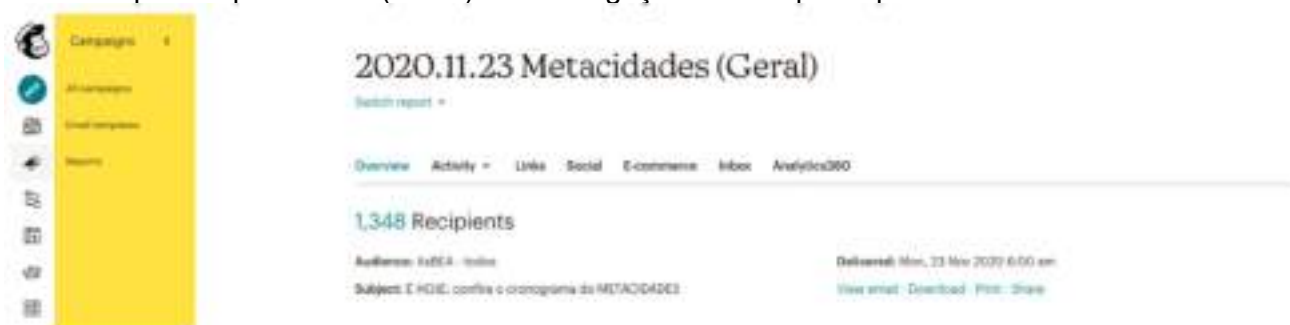 Campaigns
All campaigns
Email templates
Reports
2020.11.23 Metacidades (Geral)
Switch report
Overview Activity Links Social E-commerce Inbox Analytics360
1,348 Recipients
Audience: todos
Delivered: Mon, 23 Nov 2020 6:00 am
Subject: É HOJE, confira o cronograma do METACIDADES
View email Download Print Share